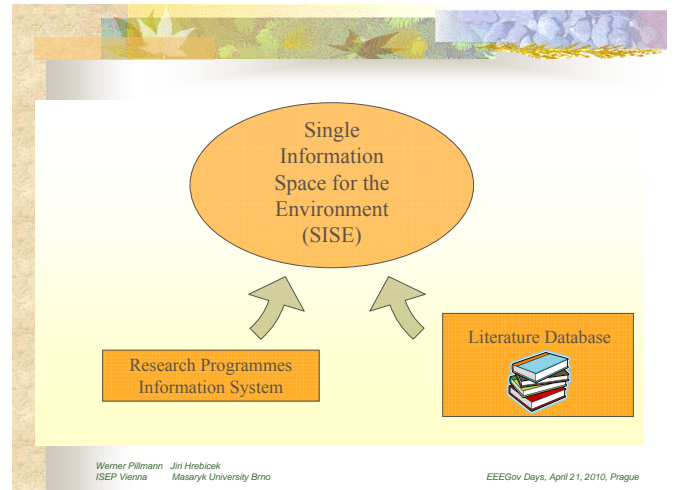 Single
Information
Space for the
Environment
(SISE)
Research Programmes
Information System
Literature Database
Werner Pillmann   Jiri Hrebicek
ISEP Vienna   Masaryk University Brno
EEEGov Days, April 21, 2010, Prague